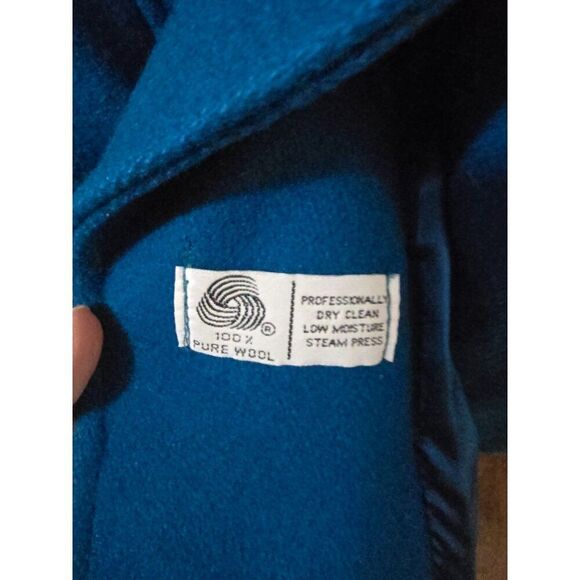 ®
100%
PURE WOOL
PROFESSIONALLY
DRY CLEAN
LOW MOISTURE
STEAM PRESS